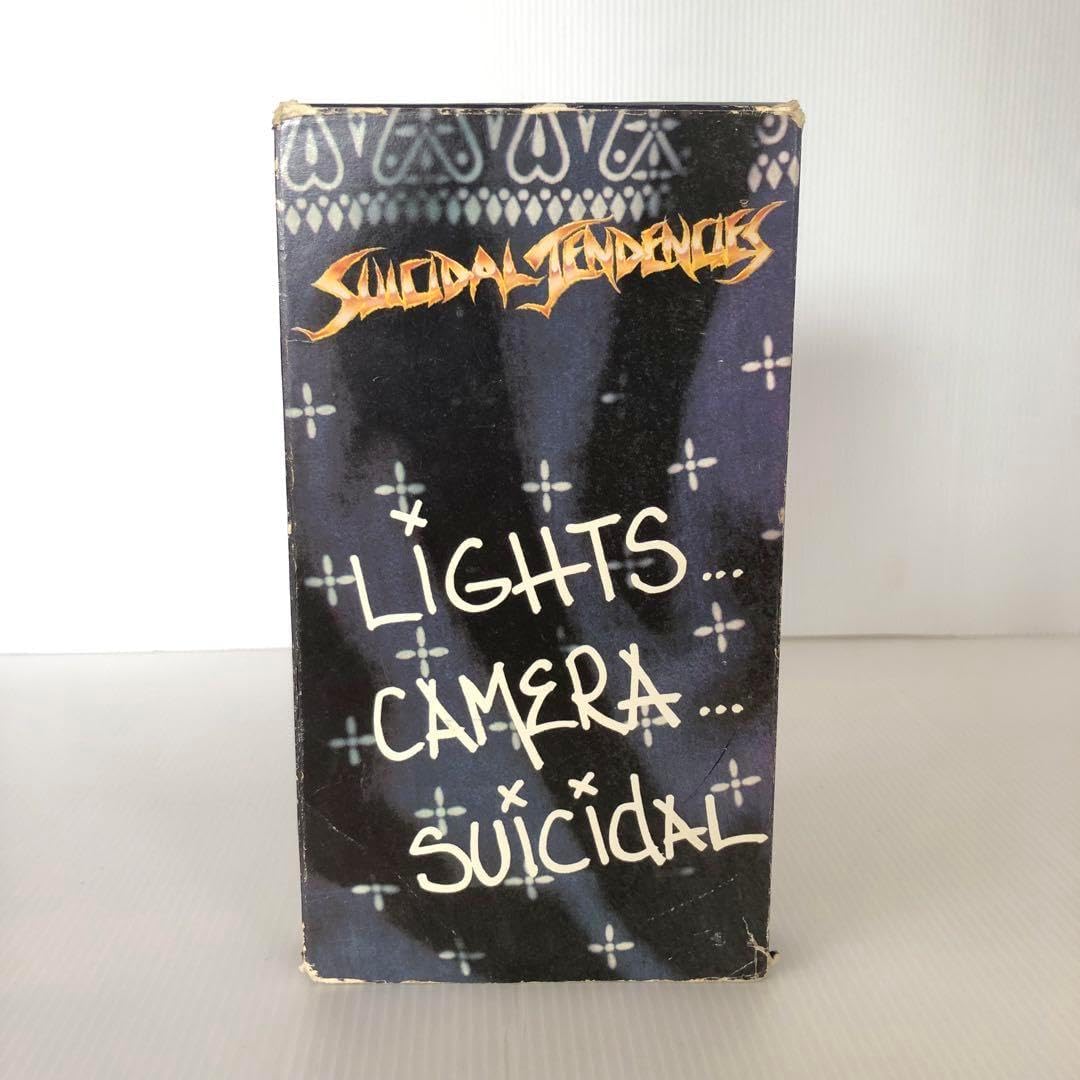 SUICIDAL TENDENCIES
LiGHTS...
CAMERA...
SUiCidAL